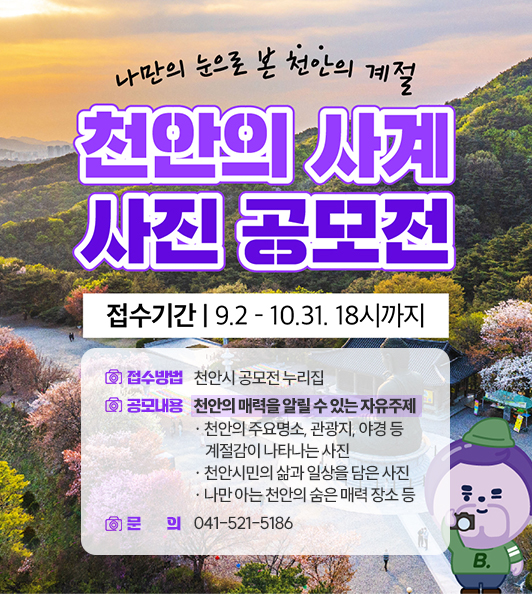 나만의 눈으로 본 천안의 계절
천안의 사계
사진 공모전
접수기간 | 9.2 - 10.31. 18시까지
접수방법 천안시 공모전 누리집
공모내용 천안의 매력을 알릴 수 있는 자유주제
· 천안의 주요명소, 관광지, 야경 등
계절감이 나타나는 사진
· 천안시민의 삶과 일상을 담은 사진
· 나만 아는 천안의 숨은 매력 장소 등
문 의 041-521-5186
B.